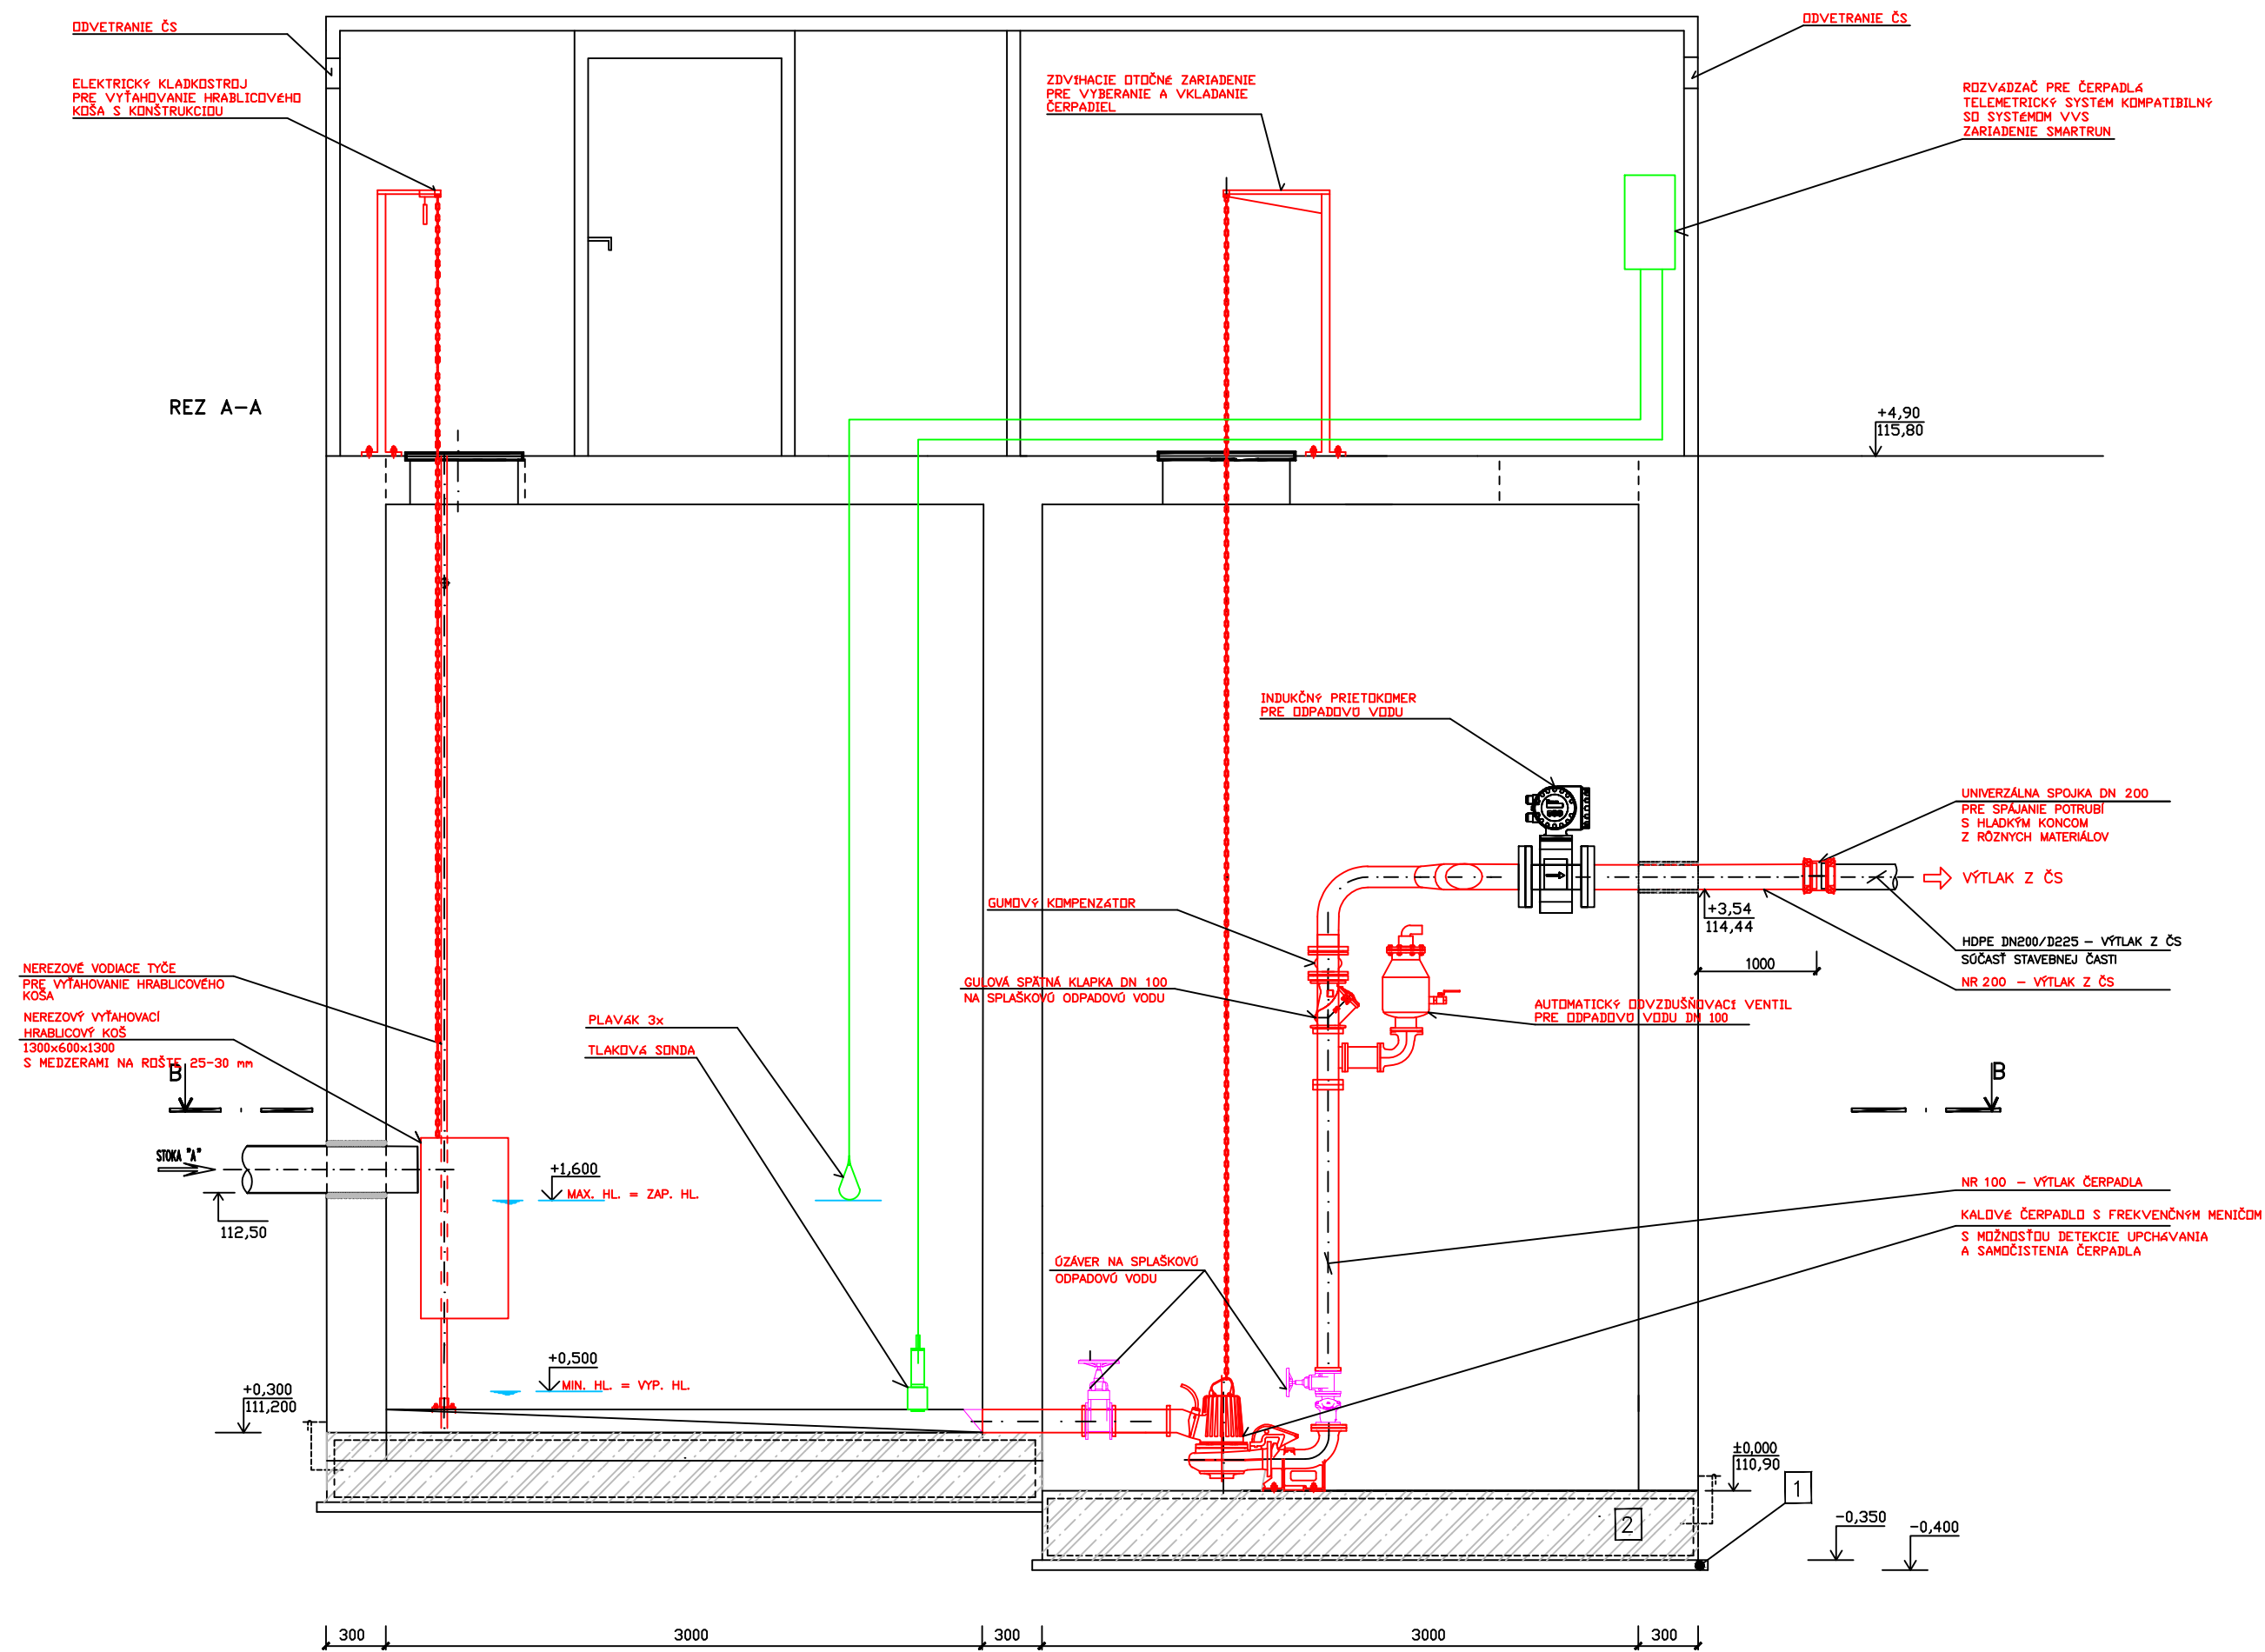 ODVETRANIE ČS
ELEKTRICKÝ KLADKOSTROJ
PRE VYŤAHOVANIE HRABLICOVÉHO
KOŠA S KONŠTRUKCIOU
ZDVÍHACIE OTOČNÉ ZARIADENIE
PRE VYBERANIE A VKLADANIE
ČERPADIEL
ODVETRANIE ČS
ROZVÁDZAČ PRE ČERPADLÁ
TELEMETRICKÝ SYSTÉM KOMPATIBILNÝ
SO SYSTÉMOM VVS
ZARIADENIE SMARTRUN
REZ A-A
+4,90
115,80
INDUKČNÝ PRIETOKOMER
PRE ODPADOVÚ VODU
UNIVERZÁLNA SPOJKA DN 200
PRE SPÁJANIE POTRUBÍ
S HLADKÝM KONCOM
Z RÔZNYCH MATERIÁLOV
VÝTLAK Z ČS
+3,54
114,44
HDPE DN200/D225 - VÝTLAK Z ČS
SÚČASŤ STAVEBNEJ ČASTI
1000
NR 200 - VÝTLAK Z ČS
GUMOVÝ KOMPENZÁTOR
GULOVÁ SPÄTNÁ KLAPKA DN 100
NA SPLAŠKOVÚ ODPADOVÚ VODU
AUTOMATICKÝ ODVZDUŠŇOVACÍ VENTIL
PRE ODPADOVÚ VODU DN 100
NEREZOVÉ VODIACE TYČE
PRE VYŤAHOVANIE HRABLICOVÉHO
KOŠA
NEREZOVÝ VYŤAHOVACÍ
HRABLICOVÝ KOŠ
1300x600x1300
S MEDZERAMI NA ROŠTE 25-30 mm
PLAVÁK 3x
TLAKOVÁ SONDA
B
B
STOKA "A"
112,50
+1,600
MAX. HL. = ZAP. HL.
NR 100 - VÝTLAK ČERPADLA
KALOVÉ ČERPADLO S FREKVENČNÝM MENIČOM
S MOŽNOSŤOU DETEKCIE UPCHÁVANIA
A SAMOČISTENIA ČERPADLA
ÚZÁVER NA SPLAŠKOVÚ
ODPADOVÚ VODU
+0,500
MIN. HL. = VYP. HL.
+0,300
111,200
±0,000
110,90
1
2
-0,350
-0,400
300
3000
300
3000
300